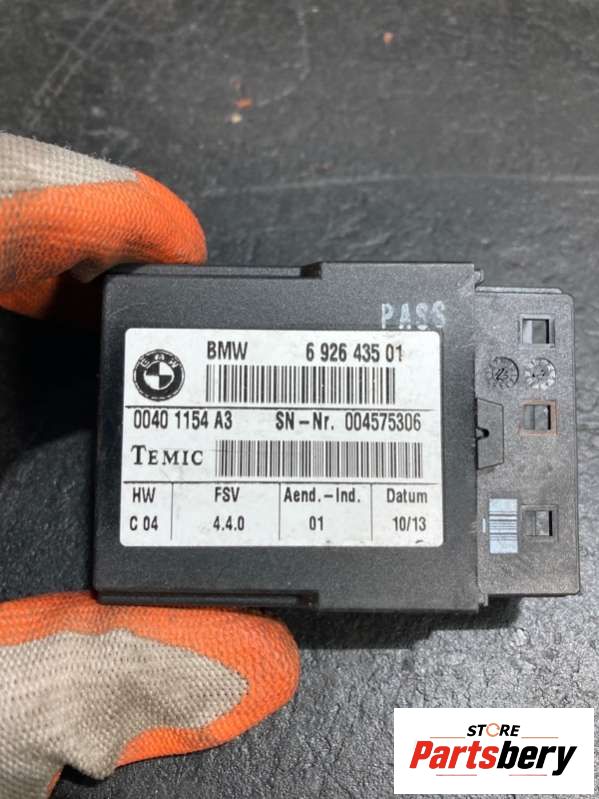 PASS
BMW 6 926 435 01
0040 1154 A3 SN-Nr. 004575306
TEMIC
HW FSV Aend.-Ind. Datum
C 04 4.4.0 01 10/13
STORE
Partsbery